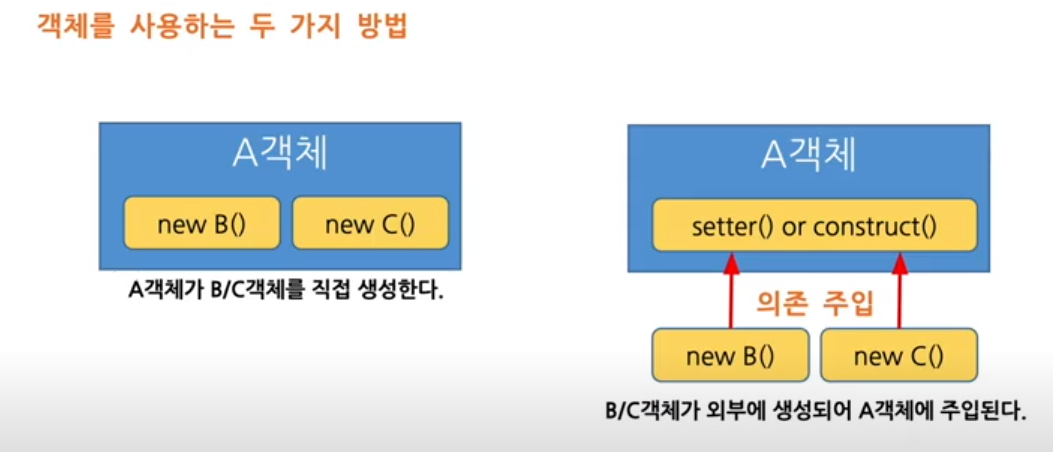 객체를 사용하는 두 가지 방법
A객체
new B()
new C()
A객체가 B/C객체를 직접 생성한다.
A객체
setter() or construct()
의존 주입
new B()
new C()
B/C객체가 외부에 생성되어 A객체에 주입된다.